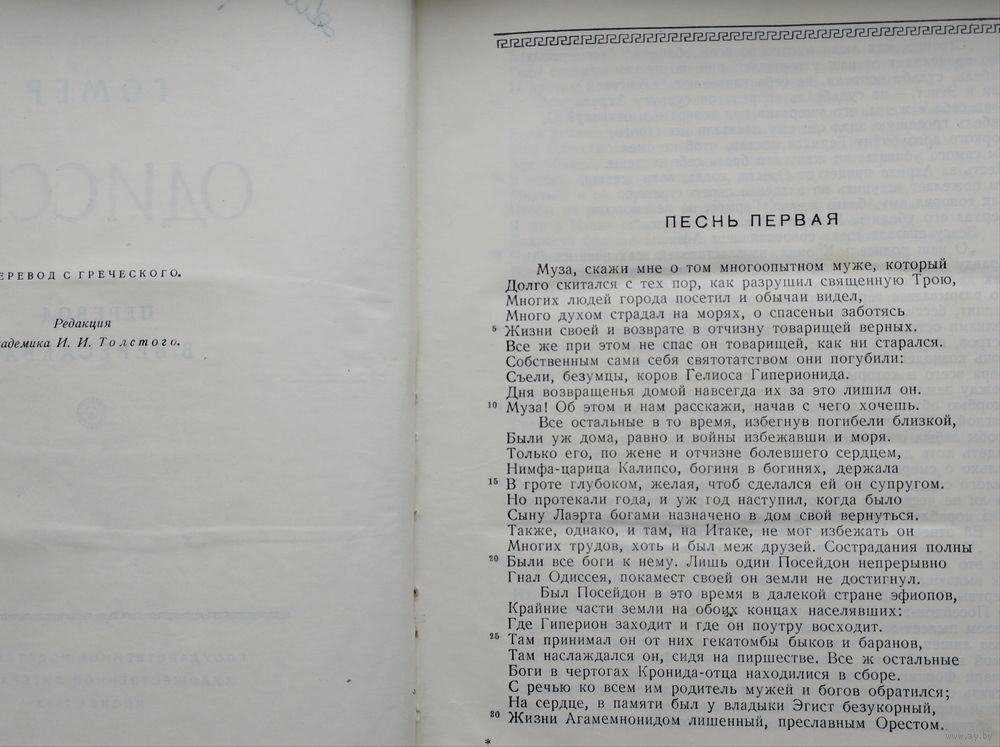 ЕРЕВОД С ГРЕЧЕСКОГО.
Редакция
адемика И. И. Толстого.
ПЕСНЬ ПЕРВАЯ
Муза, скажи мне о том многоопытном муже, который
Долго скитался с тех пор, как разрушил священную Трою,
Многих людей города посетил и обычаи видел,
Много духом страдал на морях, о спасеньи заботясь
5 Жизни своей и возврате в отчизну товарищей верных.
Все же при этом не спас он товарищей, как ни старался.
Собственным сами себя святотатством они погубили:
Съели, безумцы, коров Гелиоса Гиперионида.
Дня возвращенья домой навсегда их за это лишил он.
10 Муза! Об этом и нам расскажи, начав с чего хочешь.
Все остальные в то время, избегнув погибели близкой,
Были уж дома, равно и войны избежавши и моря.
Только его, по жене и отчизне болевшего сердцем,
Нимфа-царица Калипсо, богиня в богинях, держала
15 В гроте глубоком, желая, чтоб сделался ей он супругом.
Но протекали года, и уж год наступил, когда было
Сыну Лаэрта богами назначено в дом свой вернуться.
Также, однако, и там, на Итаке, не мог избежать он
Многих трудов, хоть и был меж друзей. Сострадания полны
20 Были все боги к нему. Лишь один Посейдон непрерывно
Гнал Одиссея, покамест своей он земли не достигнул.
Был Посейдон в это время в далекой стране эфиопов,
Крайние части земли на обоих концах населявших:
Где Гиперион заходит и где он поутру восходит.
25 Там принимал он от них гекатомбы быков и баранов,
Там наслаждался он, сидя на пиршестве. Все ж остальные
Боги в чертогах Кронида-отца находилися в сборе.
С речью ко всем им родитель мужей и богов обратился;
На сердце, в памяти был у владыки Эгист безукорный,
30 Жизни Агамемнонидом лишенный, преславным Орестом.
*
www.ay.by